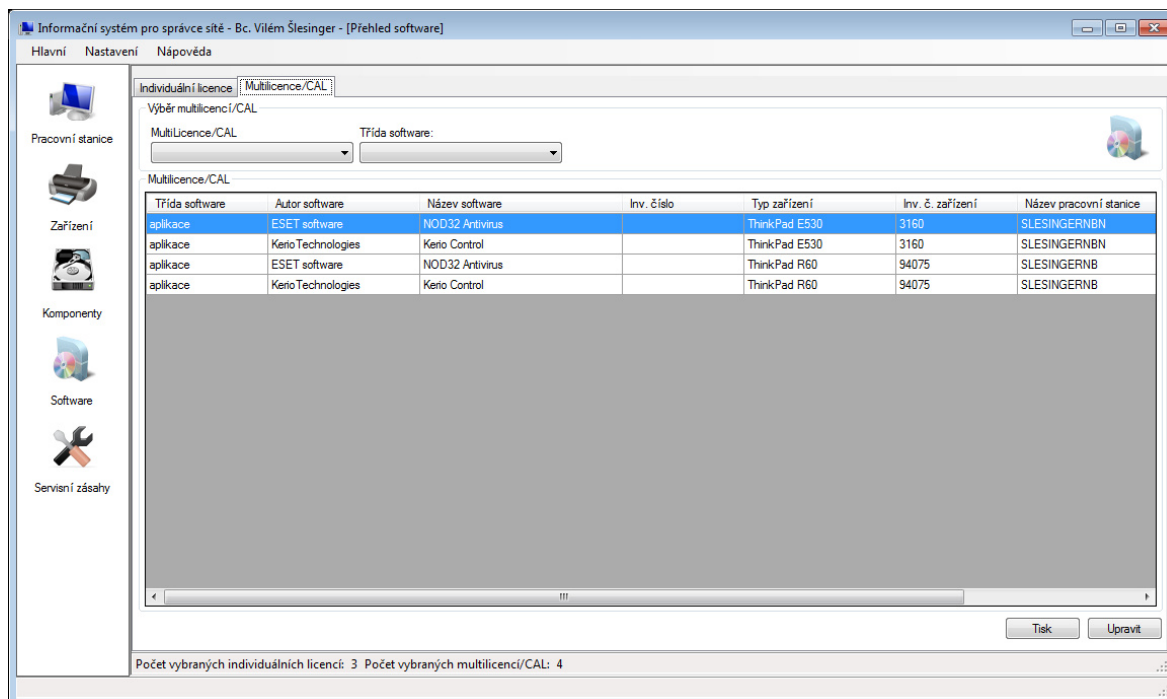 Informační systém pro správce sítě - Bc. Vilém Šlesinger - [Přehled software]
Hlavní Nastavení Nápověda
Pracovní stanice
Zařízení
Komponenty
Software
Servisní zásahy
Individuální licence Multilicence/CAL
Výběr multilicencí/CAL
MultiLicence/CAL Třída software:
Multilicence/CAL
Třída software Autor software Název software Inv. číslo Typ zařízení Inv. č. zařízení Název pracovní stanice
aplikace ESET software NOD32 Antivirus ThinkPad E530 3160 SLESINGERNBN
aplikace Kerio Technologies Kerio Control ThinkPad E530 3160 SLESINGERNBN
aplikace ESET software NOD32 Antivirus ThinkPad R60 94075 SLESINGERNB
aplikace Kerio Technologies Kerio Control ThinkPad R60 94075 SLESINGERNB
Tisk Upravit
Počet vybraných individuálních licencí: 3 Počet vybraných multilicencí/CAL: 4